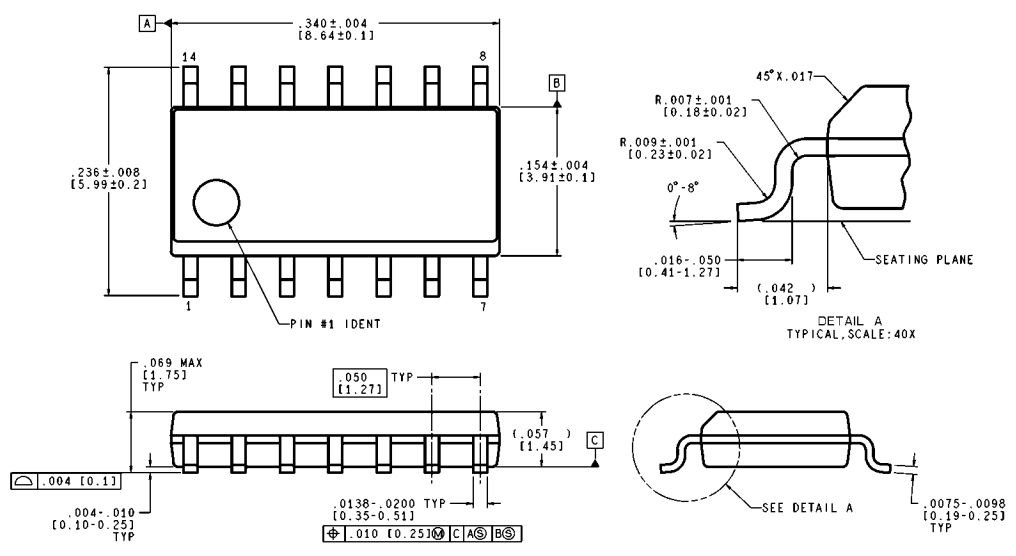 A
.340±.004
[8.64±0.1]
14
8
B
.236±.008
[5.99±0.2]
.154±.004
[3.91±0.1]
1
7
PIN #1 IDENT
45°X.017
R.007±.001
[0.18±0.02]
R.009±.001
[0.23±0.02]
0°-8°
SEATING PLANE
.016-.050
[0.41-1.27]
(.042)
[1.07]
DETAIL A
TYPICAL,SCALE:40X
.069 MAX
[1.75]
TYP
.050
[1.27]
TYP
(.057)
[1.45]
C
.004 [0.1]
.004-.010
[0.10-0.25]
TYP
.0138-.0200 TYP
[0.35-0.51]
⌖ .010 [0.25]Ⓜ C AⓈ BⓈ
SEE DETAIL A
.0075-.0098
[0.19-0.25]
TYP